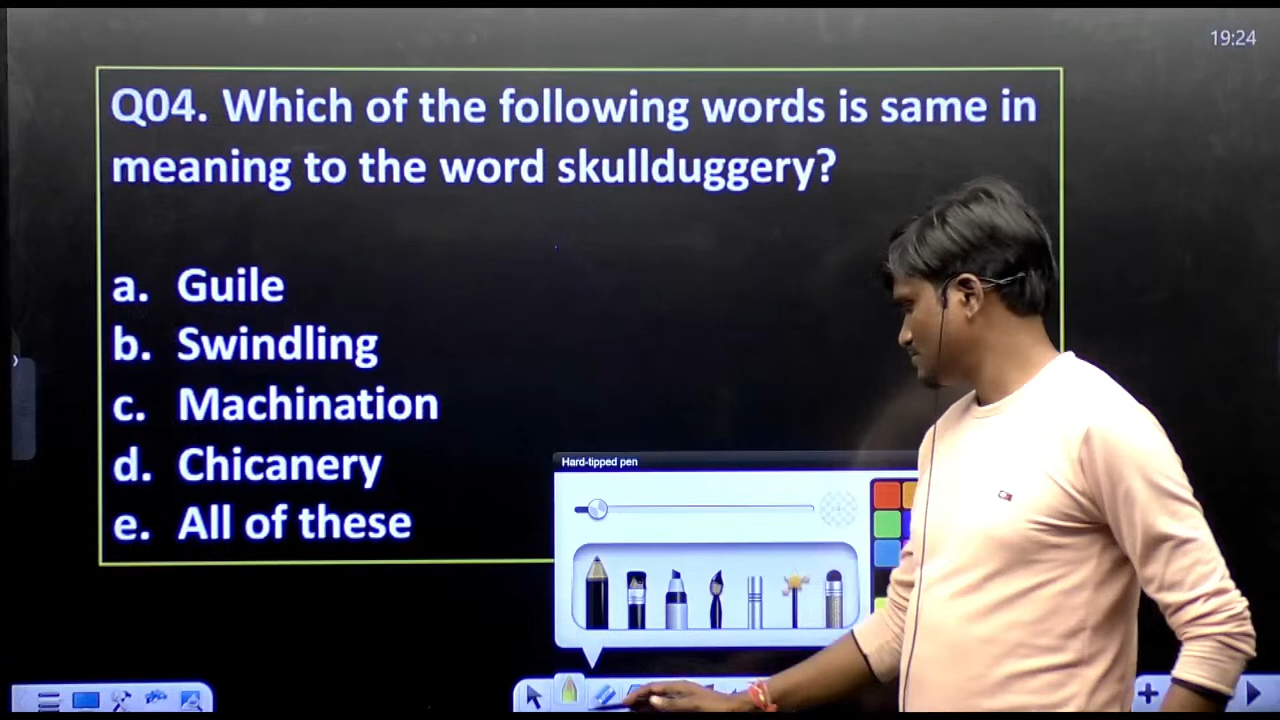 19:24
Q04. Which of the following words is same in
meaning to the word skullduggery?
a. Guile
b. Swindling
c. Machination
d. Chicanery
e. All of these
Hard-tipped pen